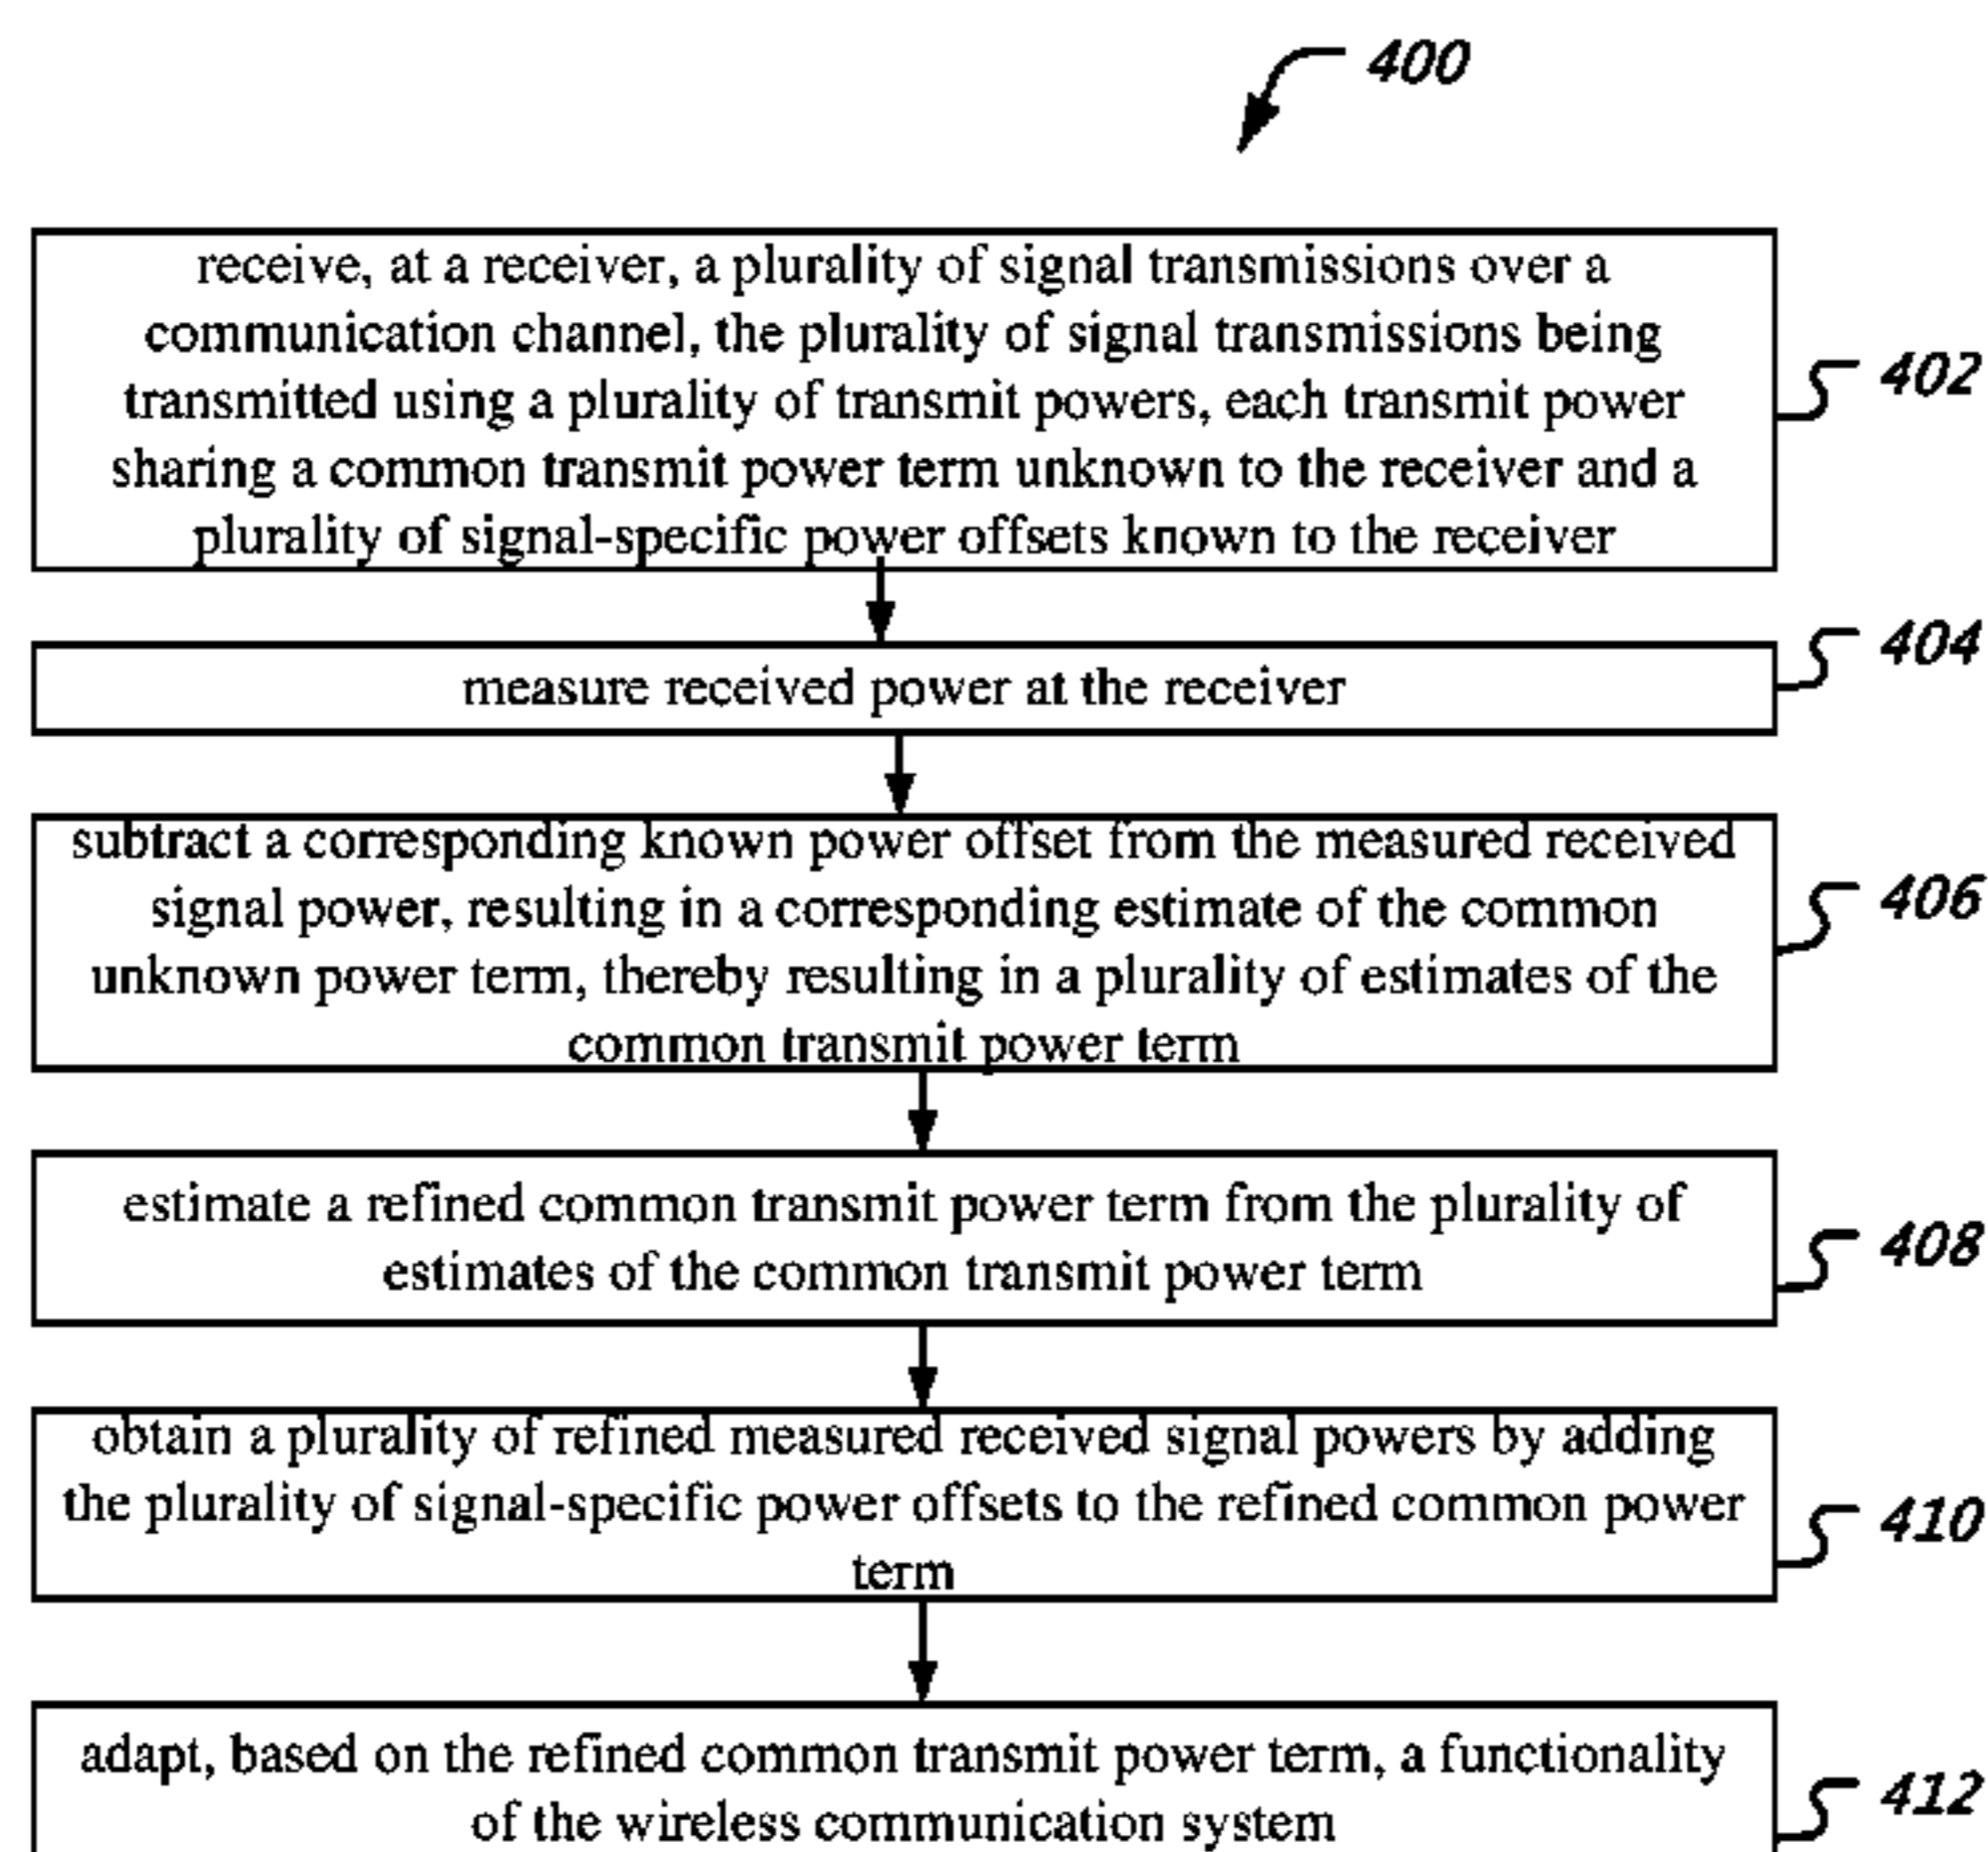 400
receive, at a receiver, a plurality of signal transmissions over a
communication channel, the plurality of signal transmissions being
transmitted using a plurality of transmit powers, each transmit power
sharing a common transmit power term unknown to the receiver and a
plurality of signal-specific power offsets known to the receiver
402
measure received power at the receiver
404
subtract a corresponding known power offset from the measured received
signal power, resulting in a corresponding estimate of the common
unknown power term, thereby resulting in a plurality of estimates of the
common transmit power term
406
estimate a refined common transmit power term from the plurality of
estimates of the common transmit power term
408
obtain a plurality of refined measured received signal powers by adding
the plurality of signal-specific power offsets to the refined common power
term
410
adapt, based on the refined common transmit power term, a functionality
of the wireless communication system
412